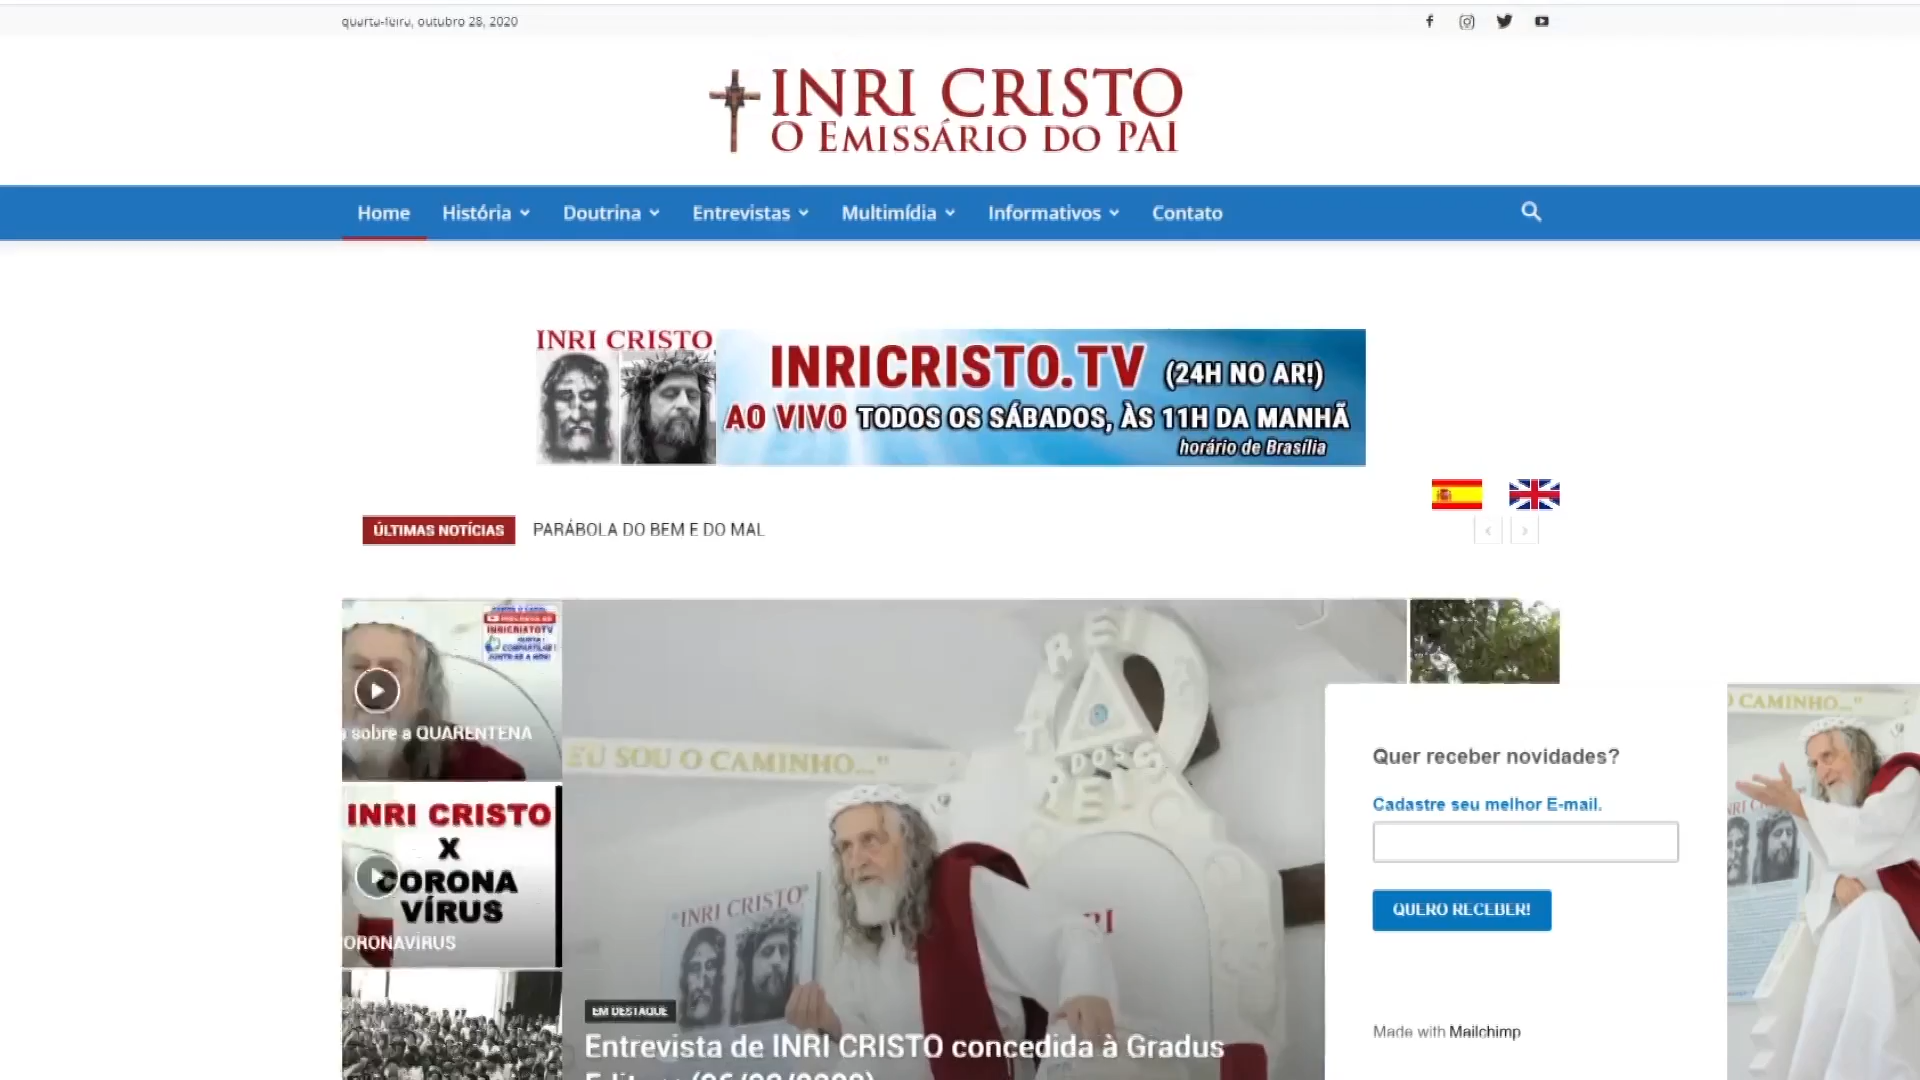 quarta-feira, outubro 28, 2020
INRI CRISTO
O EMISSÁRIO DO PAI
Home
História
Doutrina
Entrevistas
Multimídia
Informativos
Contato
INRI CRISTO
INRICRISTO.TV (24H NO AR!)
AO VIVO TODOS OS SÁBADOS, ÀS 11H DA MANHÃ
horário de Brasília
ÚLTIMAS NOTÍCIAS
PARÁBOLA DO BEM E DO MAL
INRICRISTOTV
a sobre a QUARENTENA
INRI CRISTO
X
CORONA
VÍRUS
CORONAVÍRUS
"EU SOU O CAMINHO..."
DOS
INRI CRISTO
EM DESTAQUE
Entrevista de INRI CRISTO concedida à Gradus
O CAMINHO..."
Quer receber novidades?
Cadastre seu melhor E-mail.
QUERO RECEBER!
Made with Mailchimp